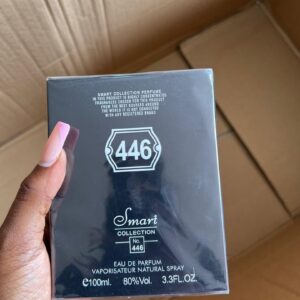 SMART COLLECTION PERFUME
IN THIS PRODUCT IS HIGHLY CONCENTRATED
FRAGRANCES CHOSEN FOR THIS FROM
THE BEST SOURCES AROUND
THE WORLD IT IS NOT CONNECTED
WITH ANY REGISTERED BRAND
446
Smart
COLLECTION
No.
446
EAU DE PARFUM
VAPORISATEUR NATURAL SPRAY
℮100ml. 80%Vol. 3.3FL.OZ.